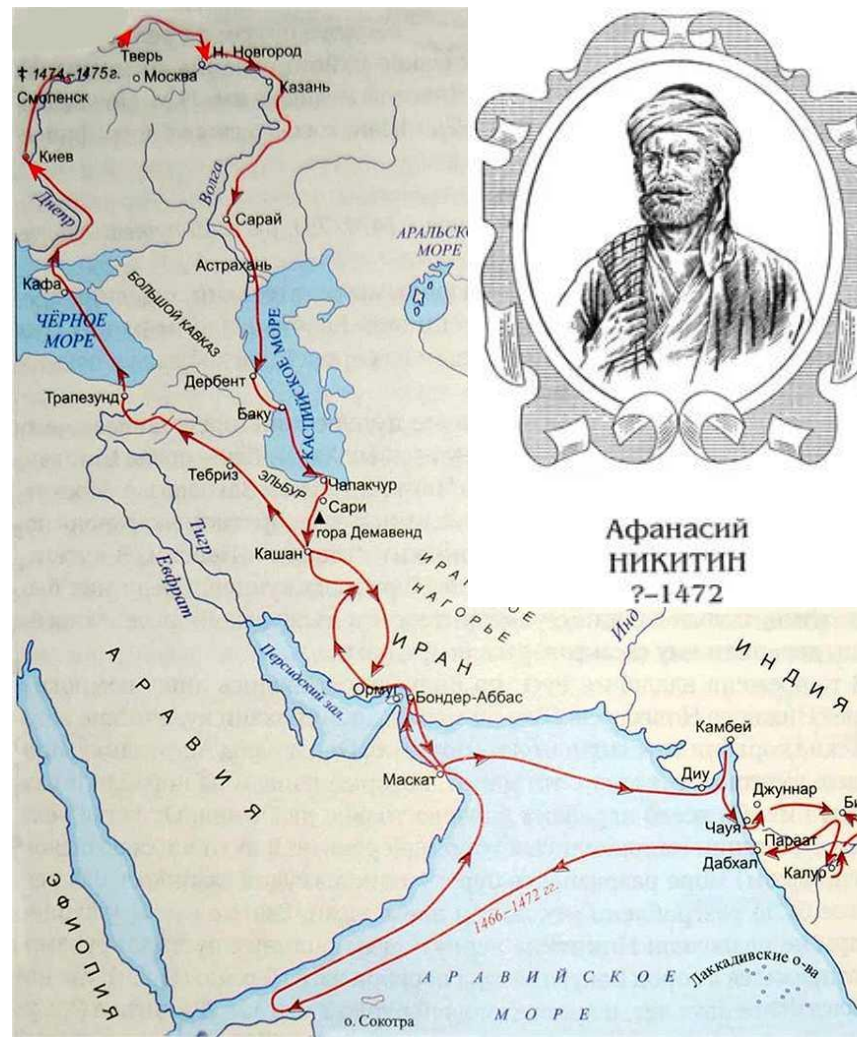 Тверь
Н. Новгород
✝ 1474–1475г.
Москва
Казань
Смоленск
Киев
Волга
Днепр
Сарай
АРАЛЬСКОЕ
МОРЕ
Астрахань
Кафа
БОЛЬШОЙ КАВКАЗ
ЧЁРНОЕ
МОРЕ
КАСПИЙСКОЕ МОРЕ
Дербент
Трапезунд
Баку
Тебриз
ЭЛЬБУР
Чапакчур
Сари
гора Демавенд
Кашан
Тигр
Евфрат
НАГОРЬЕ
ИРАН
Афанасий
НИКИТИН
?–1472
Инд
ИНДИЯ
АРАВИЯ
Персидский зал.
Ормуз
Бондер-Аббас
Камбей
Маскат
Диу
Джуннар
Би
Чауя
Параат
Дабхал
Калур
ЭФИОПИЯ
1466–1472 гг.
Лаккадивские о-ва
АРАВИЙСКОЕ
МОРЕ
о. Сокотра